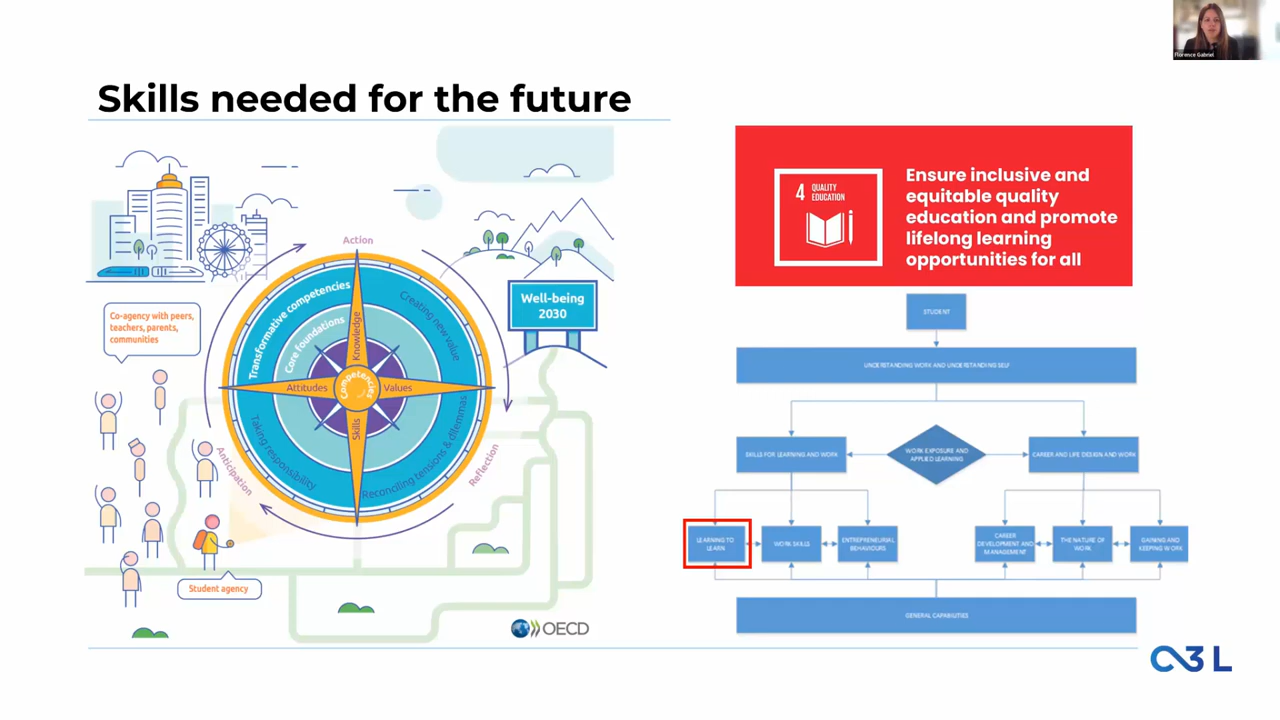 Florence Gabriel
Skills needed for the future
Action
Transformative competencies
Creating new value
Core foundations
Knowledge
Attitudes
Competencies
Values
Skills
Taking responsibility
Reconciling tensions & dilemmas
Anticipation
Reflection
Well-being
2030
Co-agency with peers,
teachers, parents,
communities
Student agency
OECD
4 QUALITY
EDUCATION
Ensure inclusive and
equitable quality
education and promote
lifelong learning
opportunities for all
STUDENT
UNDERSTANDING WORK AND UNDERSTANDING SELF
SKILLS FOR LEARNING AND WORK
WORK EXPOSURE AND
APPLIED LEARNING
CAREER AND LIFE DESIGN AND WORK
LEARNING TO
LEARN
WORK SKILLS
ENTREPRENEURIAL
BEHAVIOURS
CAREER
DEVELOPMENT AND
MANAGEMENT
THE NATURE OF
WORK
GAINING AND
KEEPING WORK
GENERAL CAPABILITIES
C3L